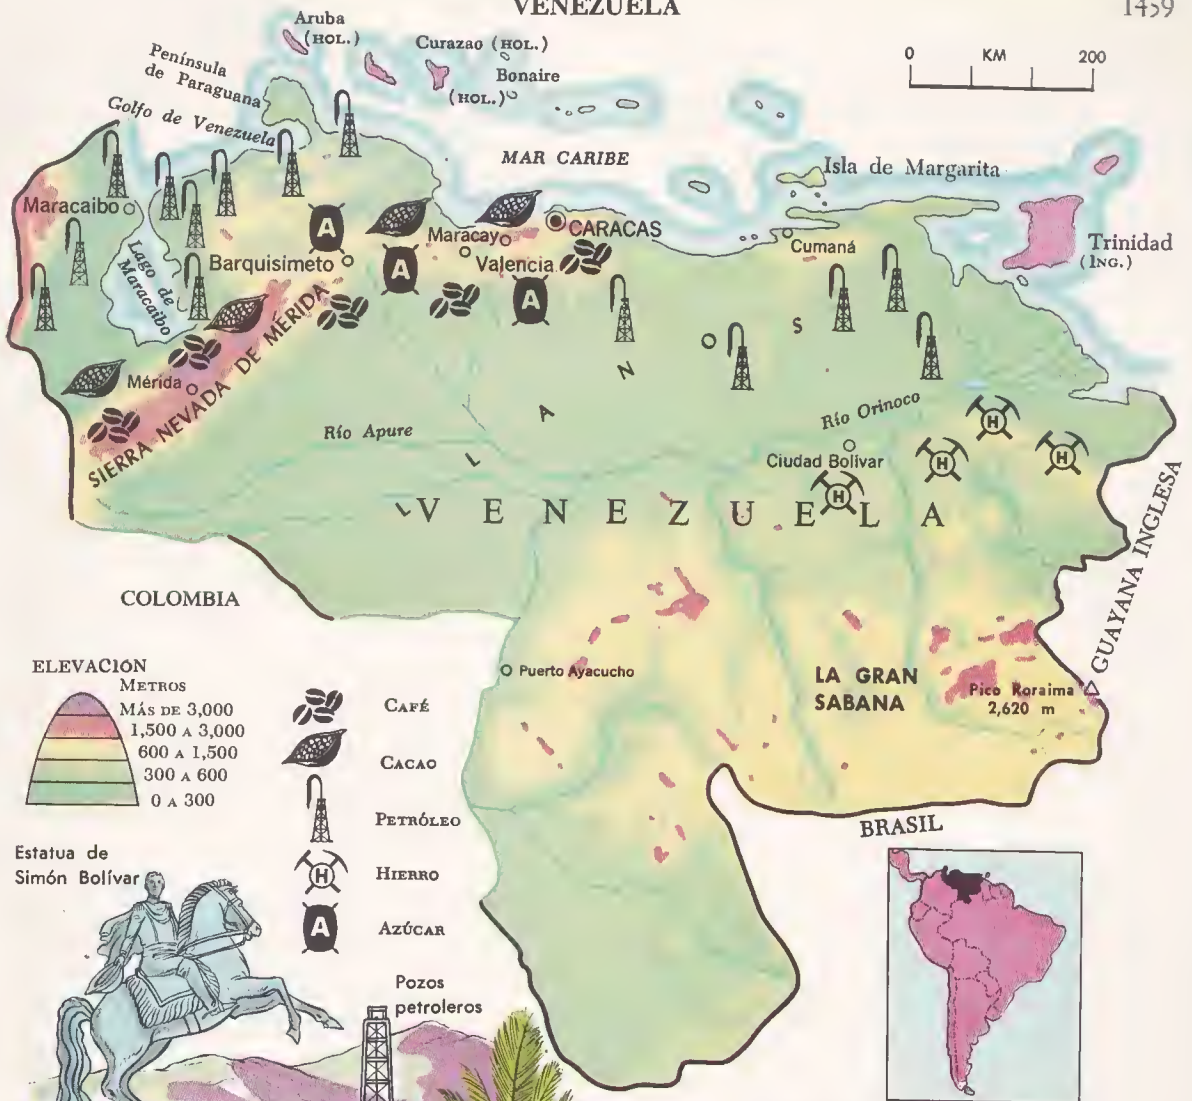 VENEZUELA
1459
Aruba
(HOL.)
Curazao (HOL.)
Bonaire
(HOL.)
0 KM 200
Península
de Paraguana
Golfo de Venezuela
MAR CARIBE
Isla de Margarita
Trinidad
(ING.)
Maracaibo
Lago de
Maracaibo
Barquisimeto
Maracay
CARACAS
Valencia
Cumaná
A
A
A
Mérida
SIERRA NEVADA DE MÉRIDA
Río Apure
Río Orinoco
Ciudad Bolívar
H
H
H
H
L L A N O S
VENEZUELA
COLOMBIA
GUAYANA INGLESA
Puerto Ayacucho
LA GRAN
SABANA
Pico Roraima
2,620 m
BRASIL
ELEVACIÓN
METROS
MÁS DE 3,000
1,500 A 3,000
600 A 1,500
300 A 600
0 A 300
CAFÉ
CACAO
PETRÓLEO
H HIERRO
A AZÚCAR
Estatua de
Simón Bolívar
Pozos
petroleros